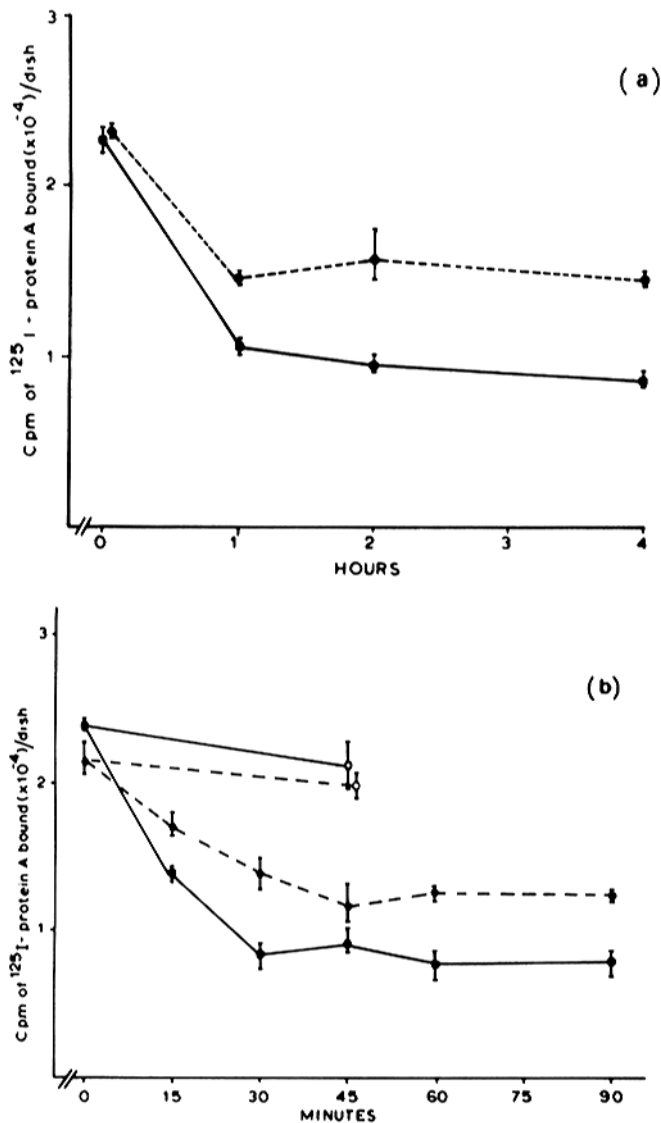 3
(a)
2
1
Cpm of ¹²⁵I - protein A bound (x10⁻⁴)/dish
0 1 2 3 4
HOURS
3
(b)
2
1
Cpm of ¹²⁵I- protein A bound (x10⁻⁴)/dish
0 15 30 45 60 75 90
MINUTES